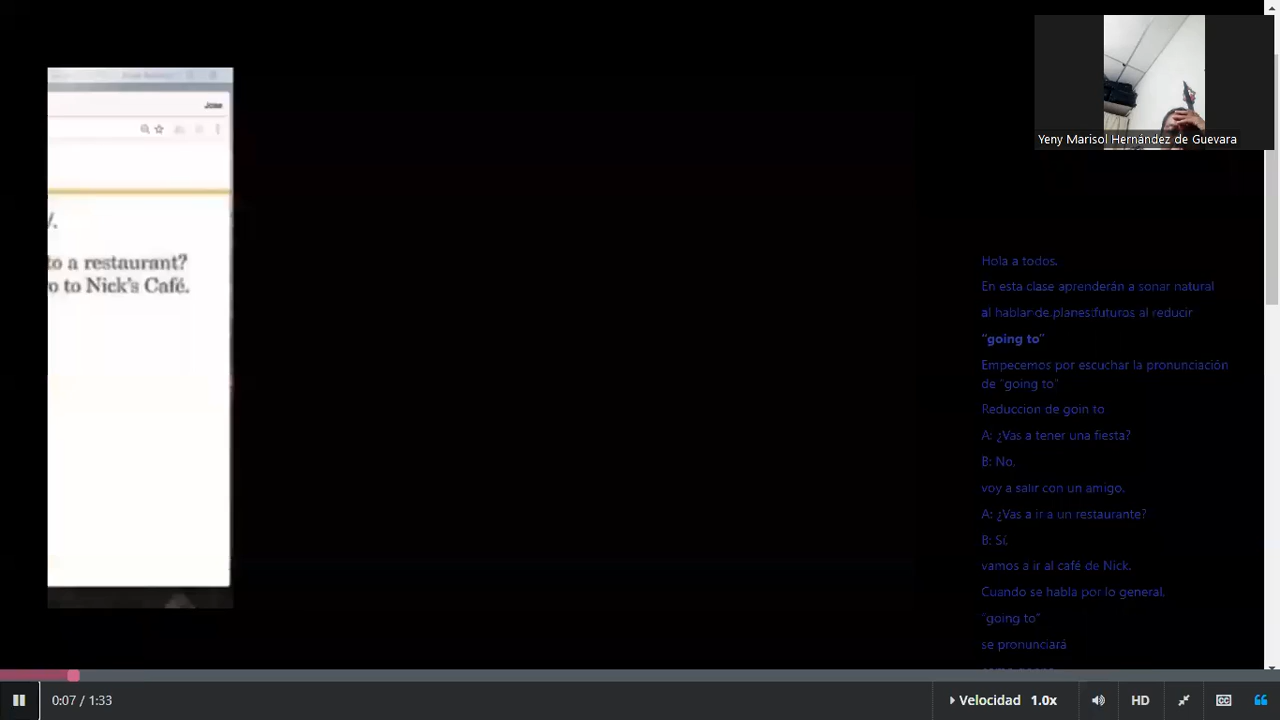 Jose
Yeny Marisol Hernández de Guevara
to a restaurant?
to Nick's Café.
Hola a todos.
En esta clase aprenderán a sonar natural
al hablar de planes futuros al reducir
“going to”
Empecemos por escuchar la pronunciación
de “going to”
Reduccion de goin to
A: ¿Vas a tener una fiesta?
B: No,
voy a salir con un amigo.
A: ¿Vas a ir a un restaurante?
B: Sí,
vamos a ir al café de Nick.
Cuando se habla por lo general,
“going to”
se pronunciará
0:07 / 1:33
Velocidad 1.0x
HD
CC